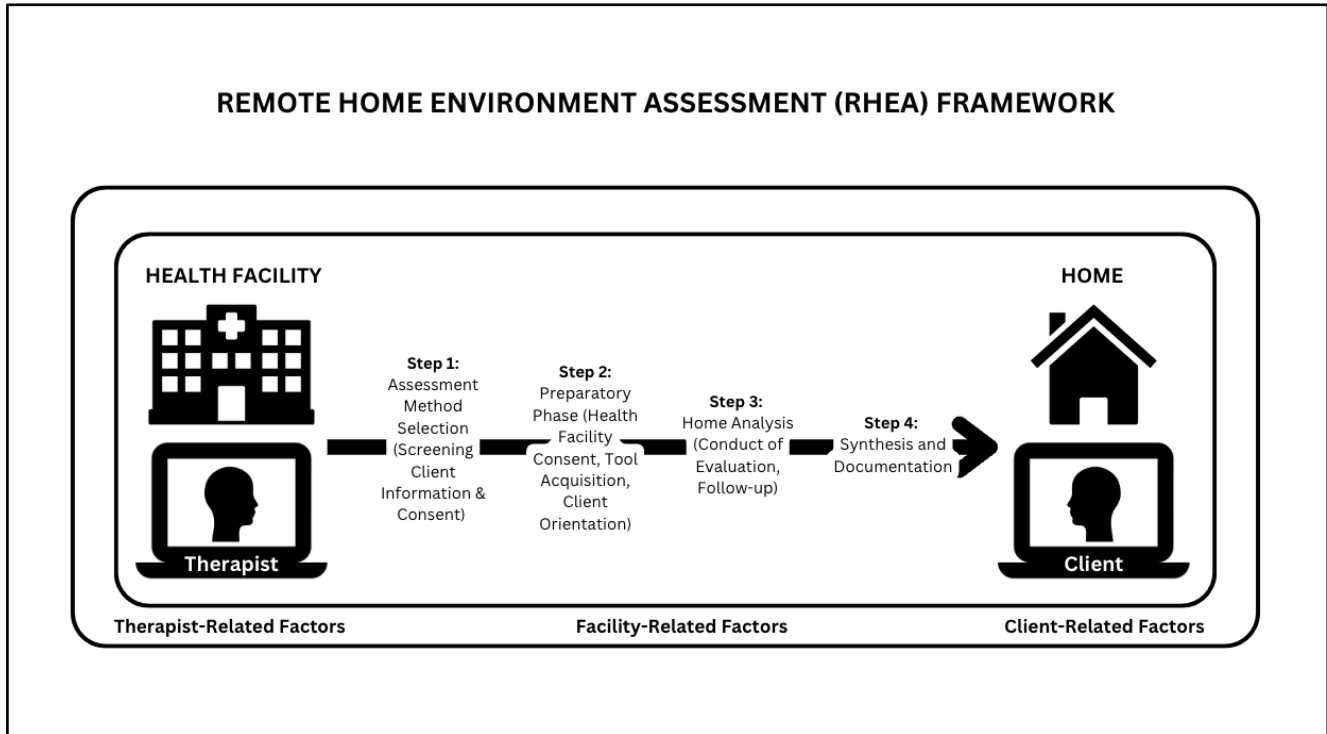 REMOTE HOME ENVIRONMENT ASSESSMENT (RHEA) FRAMEWORK
HEALTH FACILITY
Therapist
Step 1:
Assessment
Method
Selection
(Screening
Client
Information &
Consent)
Step 2:
Preparatory
Phase (Health
Facility
Consent, Tool
Acquisition,
Client
Orientation)
Step 3:
Home Analysis
(Conduct of
Evaluation,
Follow-up)
Step 4:
Synthesis and
Documentation
HOME
Client
Therapist-Related Factors
Facility-Related Factors
Client-Related Factors